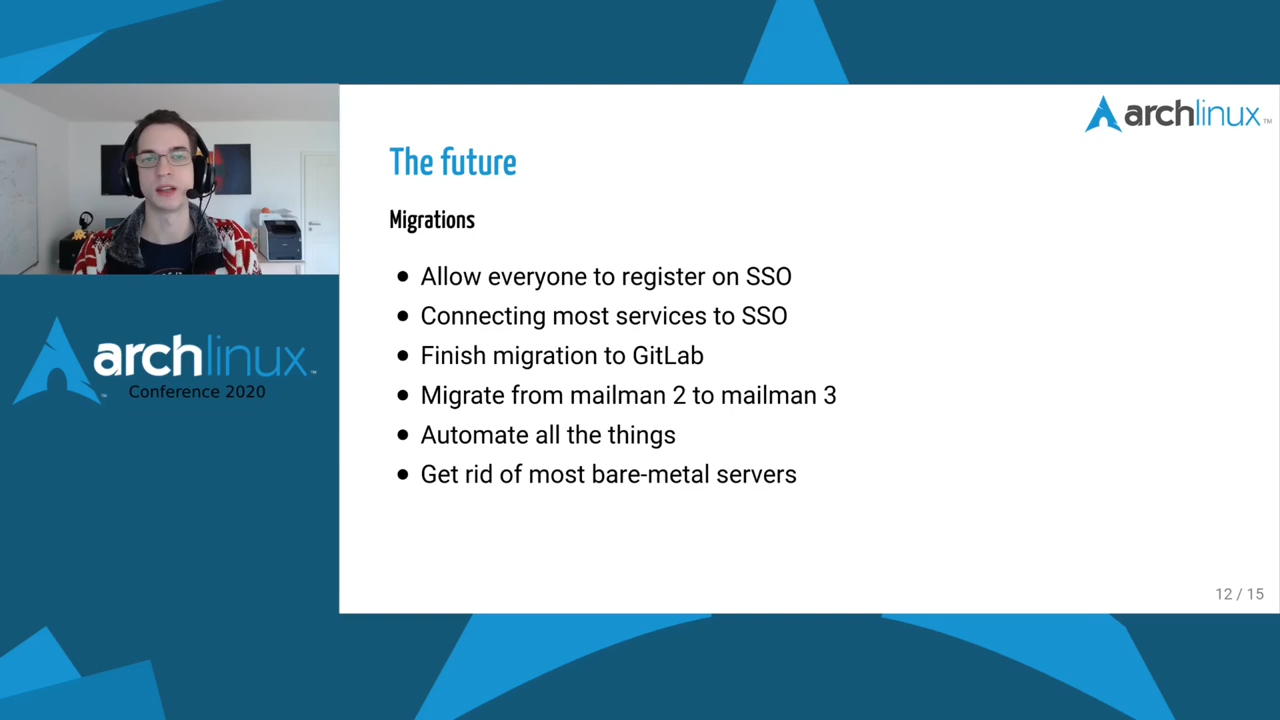 archlinux™
The future
Migrations
• Allow everyone to register on SSO
• Connecting most services to SSO
• Finish migration to GitLab
• Migrate from mailman 2 to mailman 3
• Automate all the things
• Get rid of most bare-metal servers
12 / 15
archlinux™
Conference 2020